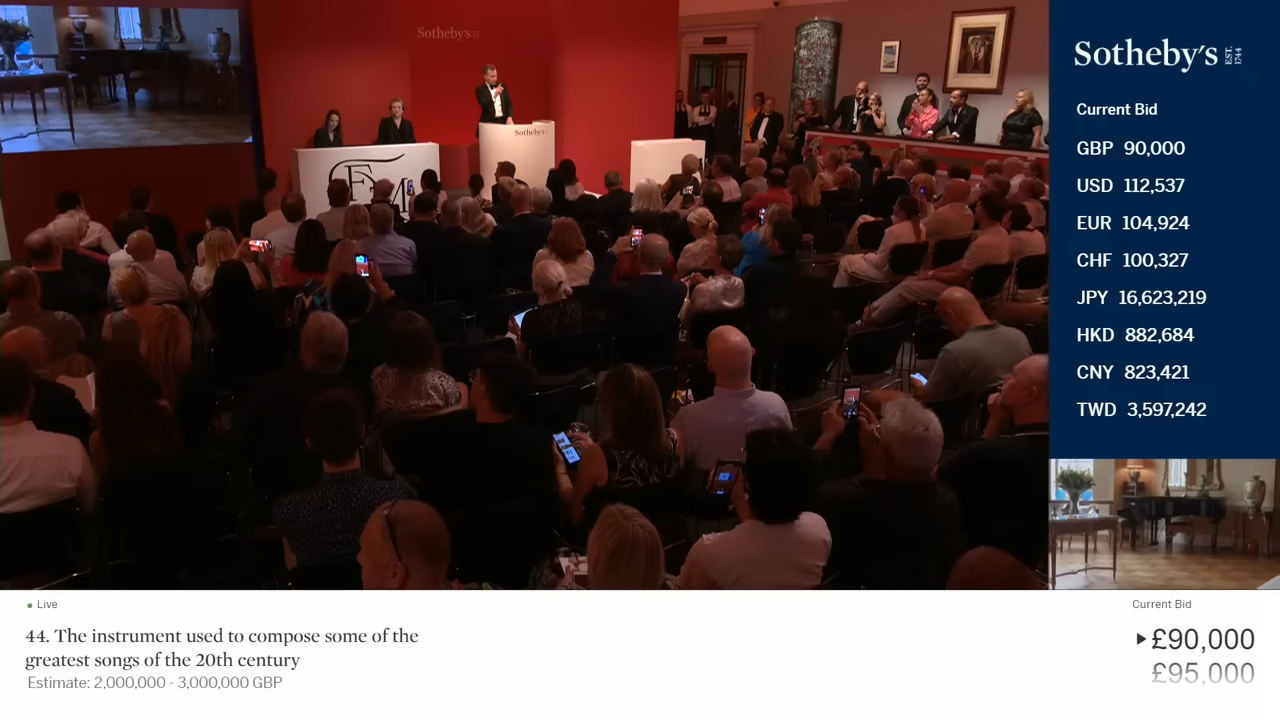 Sotheby's
Sotheby's
FM
Sotheby's EST. 1744
Current Bid
GBP 90,000
USD 112,537
EUR 104,924
CHF 100,327
JPY 16,623,219
HKD 882,684
CNY 823,421
TWD 3,597,242
Live
Current Bid
44. The instrument used to compose some of the
greatest songs of the 20th century
Estimate: 2,000,000 - 3,000,000 GBP
£90,000
£95,000